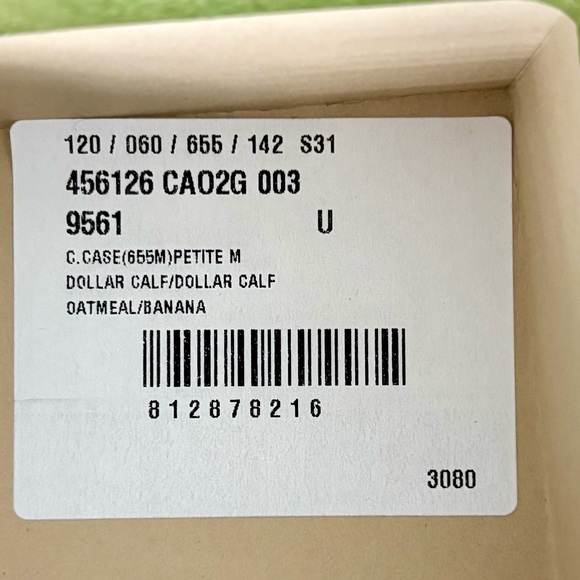 120 / 060 / 655 / 142 S31
456126 CAO2G 003
9561 U
C.CASE(655M)PETITE M
DOLLAR CALF/DOLLAR CALF
OATMEAL/BANANA
812878216
3080